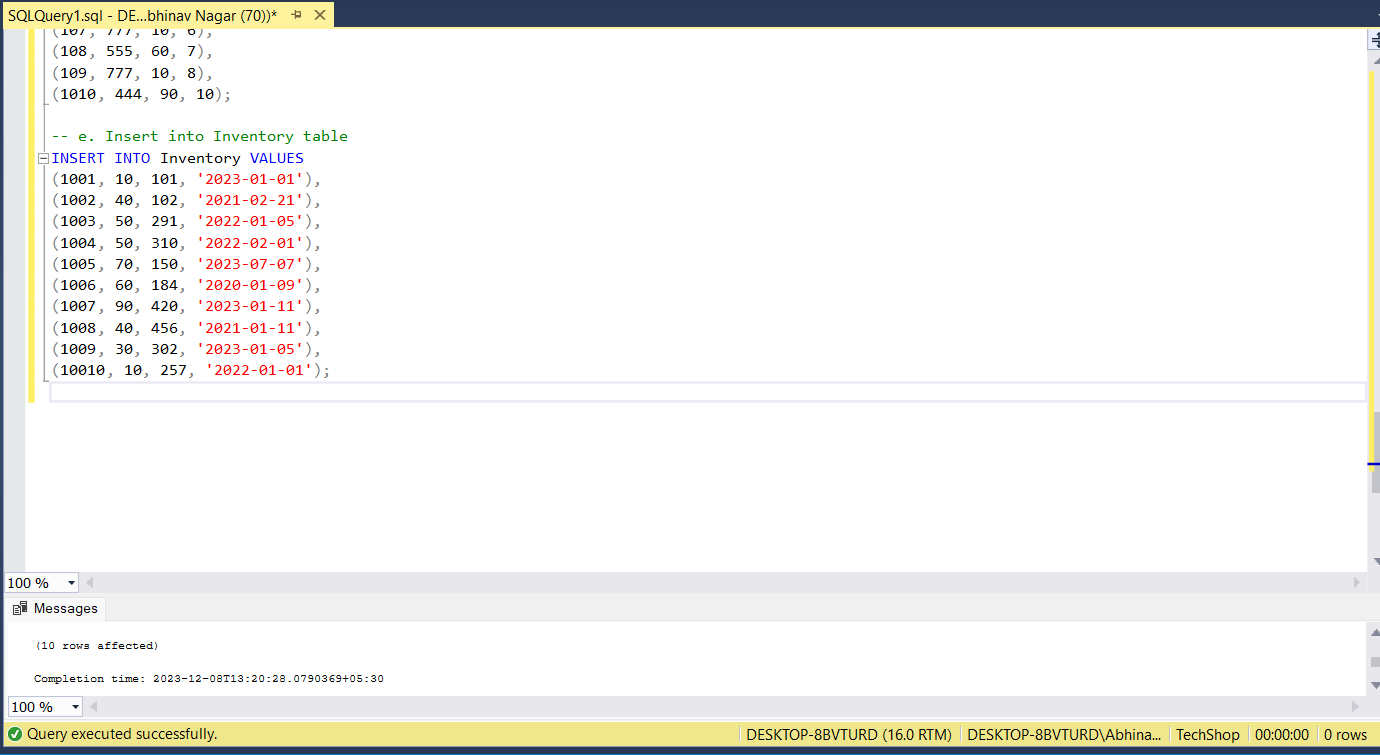 SQLQuery1.sql - DE...bhinav Nagar (70))*
(107, 777, 10, 6),
(108, 555, 60, 7),
(109, 777, 10, 8),
(1010, 444, 90, 10);
-- e. Insert into Inventory table
INSERT INTO Inventory VALUES
(1001, 10, 101, '2023-01-01'),
(1002, 40, 102, '2021-02-21'),
(1003, 50, 291, '2022-01-05'),
(1004, 50, 310, '2022-02-01'),
(1005, 70, 150, '2023-07-07'),
(1006, 60, 184, '2020-01-09'),
(1007, 90, 420, '2023-01-11'),
(1008, 40, 456, '2021-01-11'),
(1009, 30, 302, '2023-01-05'),
(10010, 10, 257, '2022-01-01');
100 %
Messages
(10 rows affected)
Completion time: 2023-12-08T13:20:28.0790369+05:30
100 %
Query executed successfully. DESKTOP-8BVTURD (16.0 RTM) DESKTOP-8BVTURD\Abhina... TechShop 00:00:00 0 rows